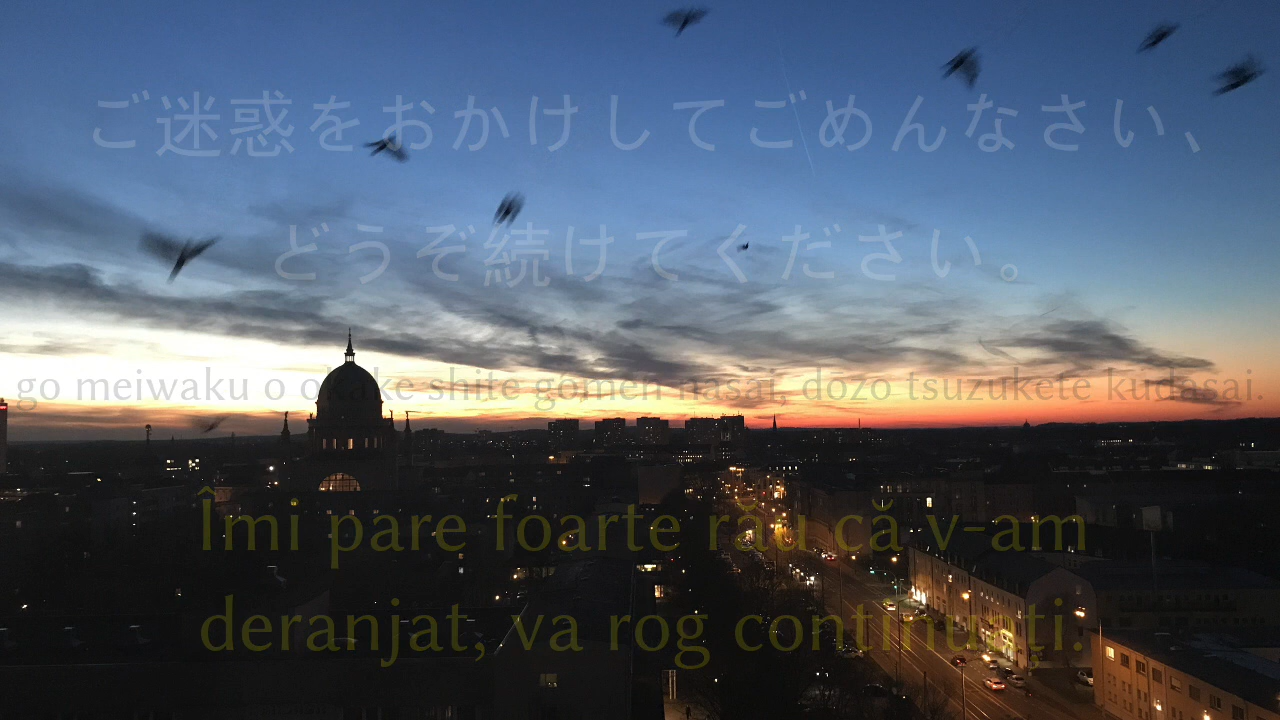 ご迷惑をおかけしてごめんなさい、
どうぞ続けてください。
go meiwaku o okake shite gomen nasai, dozo tsuzukete kudasai.
Îmi pare foarte rău că v-am
deranjat, va rog continuați.